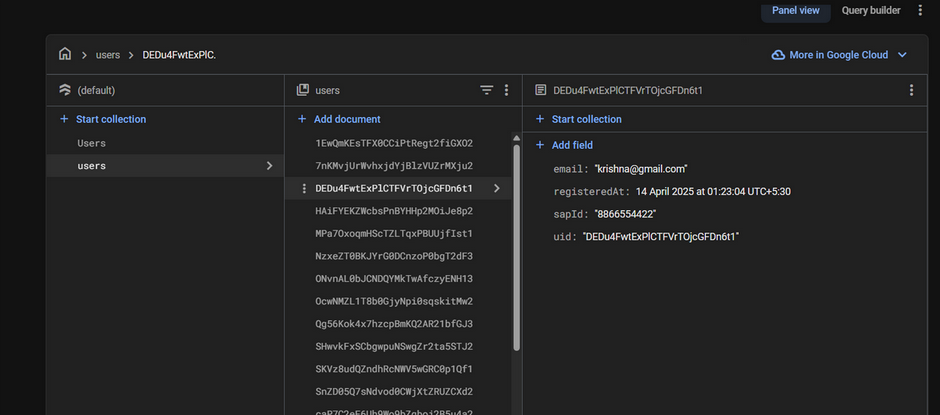 Panel view Query builder
users DEDu4FwtExPlC.
More in Google Cloud
(default)
Start collection
Users
users
users
Add document
1EwQmKEsTFX0CCiPtRegt2fiGXO2
7nKMvjUrWvhxjdYjBlzVUZrMXju2
DEDu4FwtExPlCTFVrTOjcGFDn6t1
HAiFYEKZWcbsPnBYHHp2MOiJe8p2
MPa7OxoqmHScTZLTqxPBUUjfIst1
NzxeZT0BKJYrG0DCnzoP0bgT2dF3
ONvnAL0bJCNDQYMkTwAfczyENH13
OcwNMZL1T8b0GjyNpi0sqskitMw2
Qg56Kok4x7hzcpBmKQ2AR21bfGJ3
SHwvkFxSCbgwpuNSwgZr2ta5STJ2
SKVz8udQZndhRcNWV5wGRC0p1Qf1
SnZD05Q7sNdvod0CWjXtZRUZCXd2
DEDu4FwtExPlCTFVrTOjcGFDn6t1
Start collection
Add field
email: "krishna@gmail.com"
registeredAt: 14 April 2025 at 01:23:04 UTC+5:30
sapId: "8866554422"
uid: "DEDu4FwtExPlCTFVrTOjcGFDn6t1"